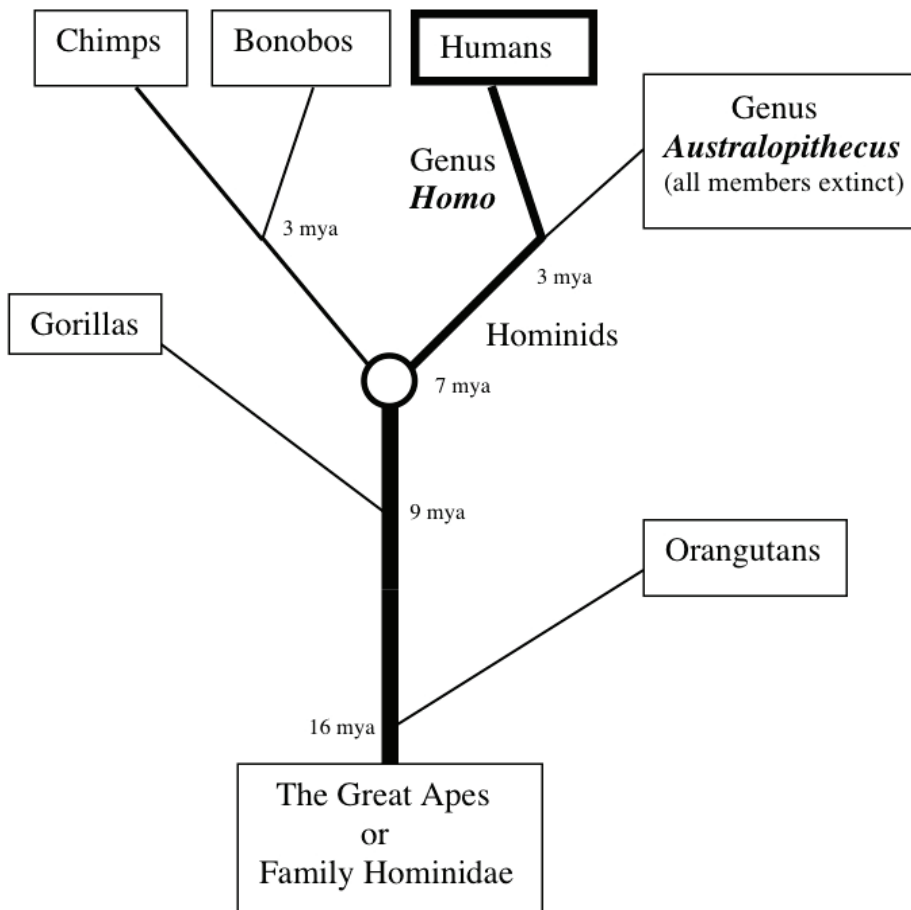 Chimps
Bonobos
Humans
Genus
Australopithecus
(all members extinct)
Genus
Homo
3 mya
3 mya
Gorillas
Hominids
7 mya
9 mya
Orangutans
16 mya
The Great Apes
or
Family Hominidae